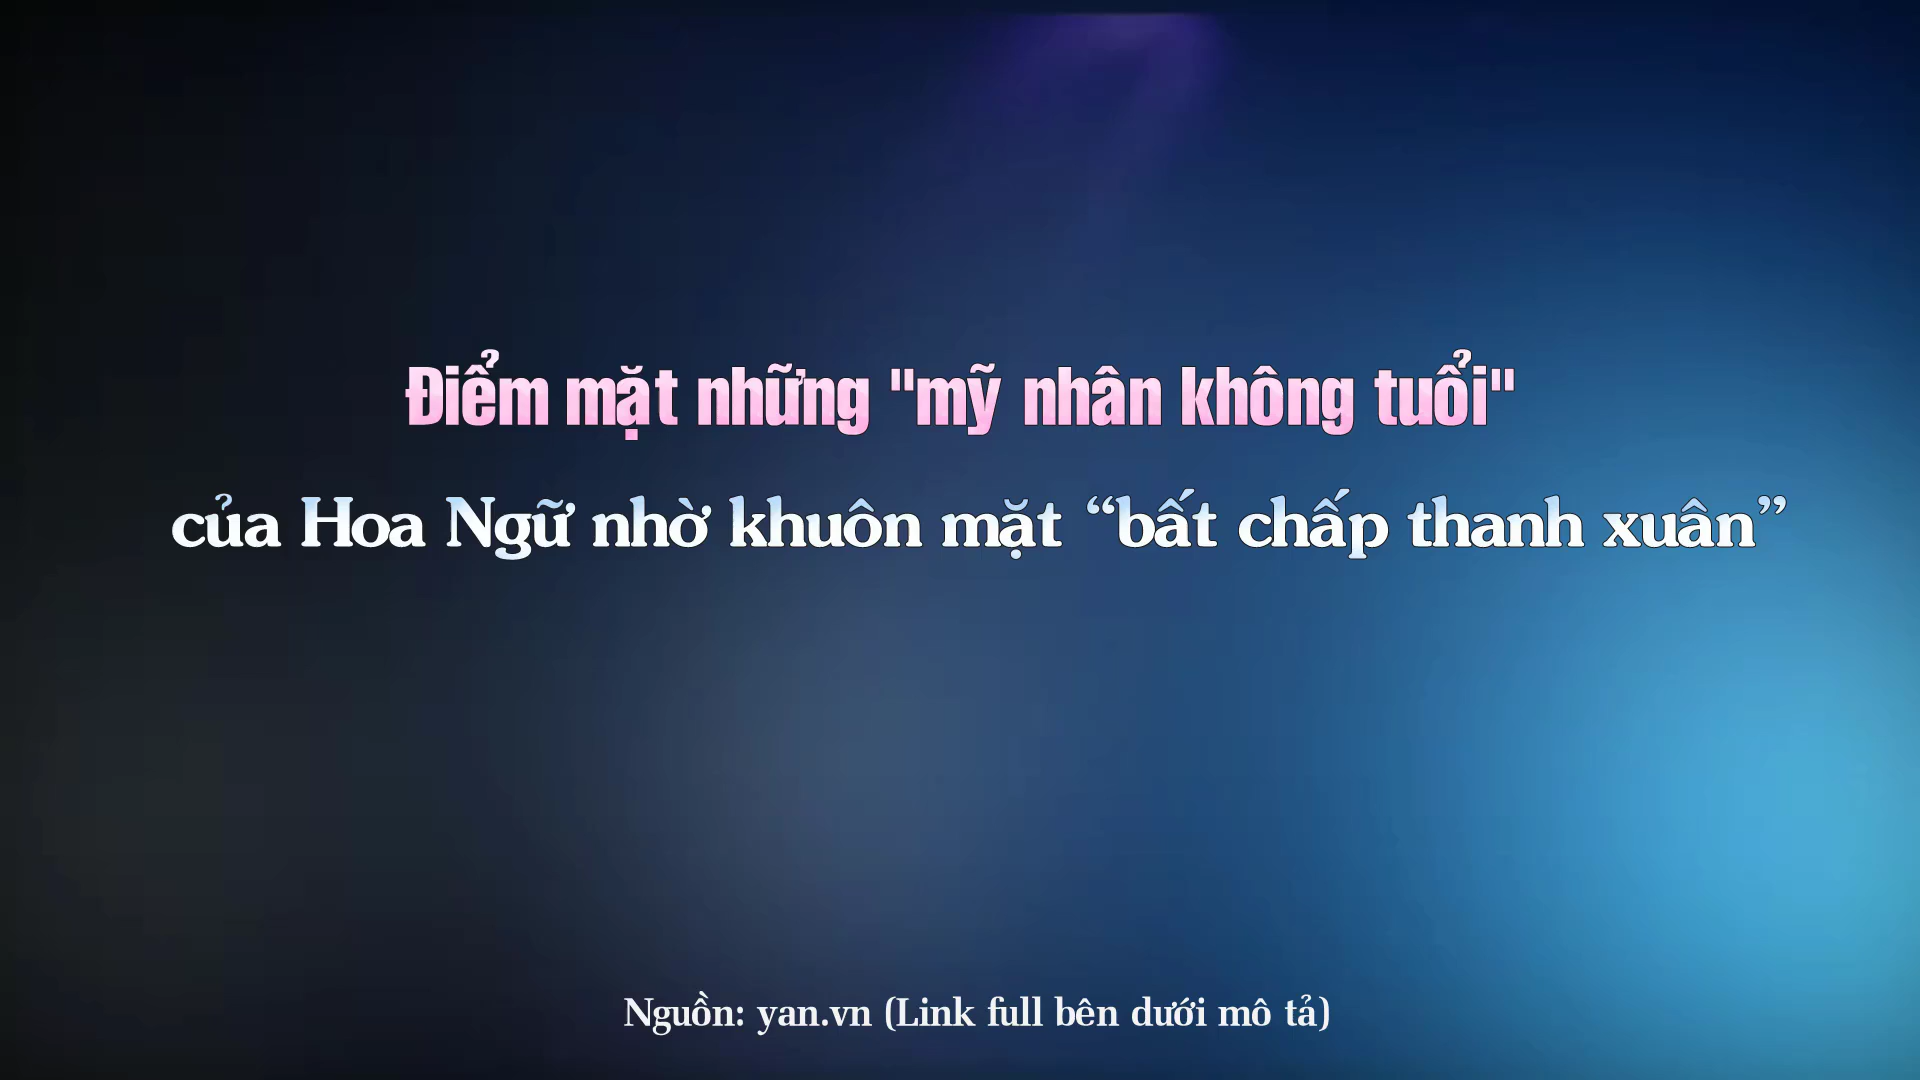 Điểm mặt những "mỹ nhân không tuổi"
của Hoa Ngữ nhờ khuôn mặt “bất chấp thanh xuân”
Nguồn: yan.vn (Link full bên dưới mô tả)